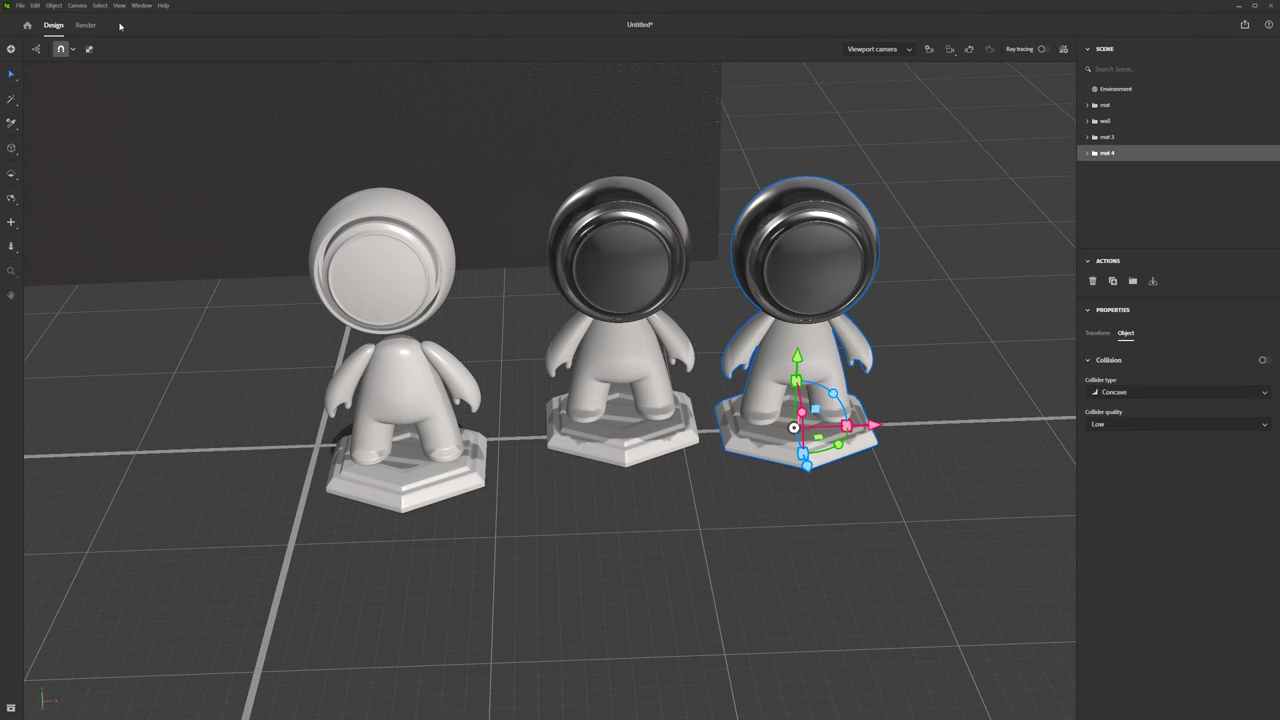 File Edit Object Camera Select View Window Help
Design Render Untitled*
Viewport camera Ray tracing
SCENE
Search Scene...
Environment
mat
wall
mat 3
mat 4
ACTIONS
PROPERTIES
Transform Object
Collision
Collider type
Concave
Collider quality
Low